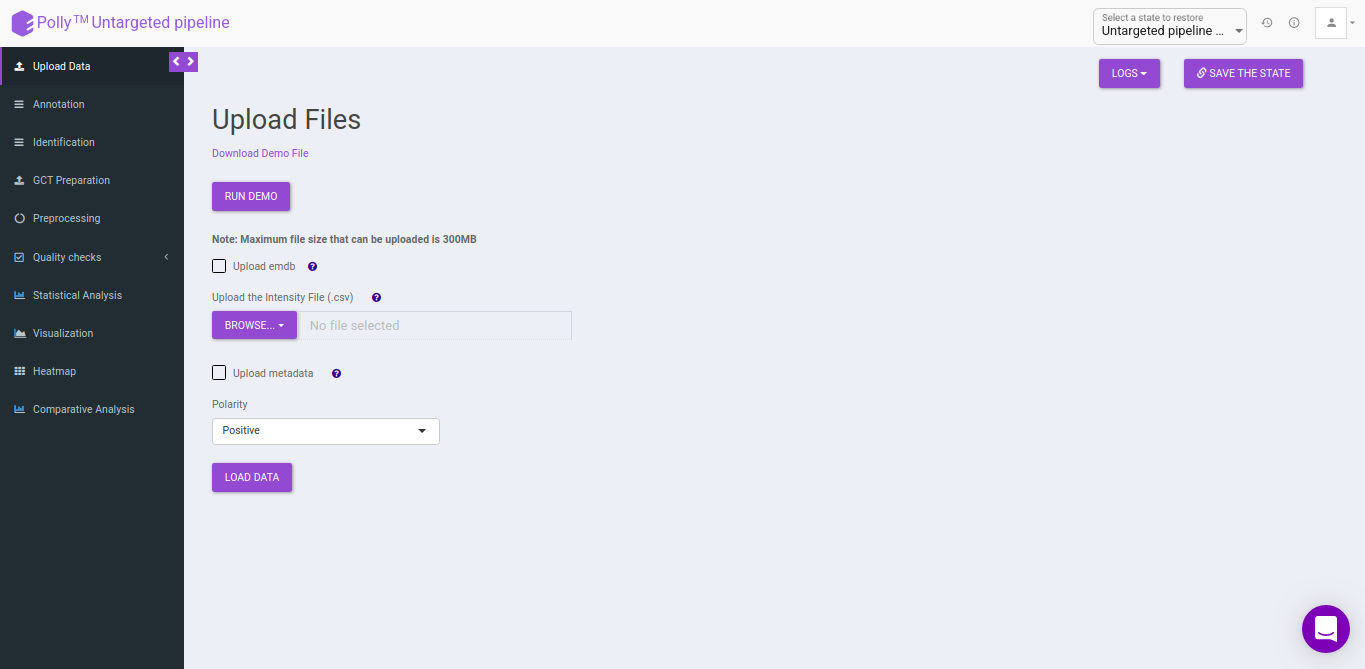 Polly™ Untargeted pipeline
Select a state to restore
Untargeted pipeline ...
Upload Data
Annotation
Identification
GCT Preparation
Preprocessing
Quality checks
Statistical Analysis
Visualization
Heatmap
Comparative Analysis
LOGS
SAVE THE STATE
Upload Files
Download Demo File
RUN DEMO
Note: Maximum file size that can be uploaded is 300MB
Upload emdb ?
Upload the Intensity File (.csv) ?
BROWSE... No file selected
Upload metadata ?
Polarity
Positive
LOAD DATA